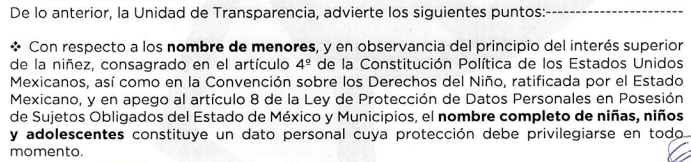 De lo anterior, la Unidad de Transparencia, advierte los siguientes puntos:-----------------------
❖ Con respecto a los nombre de menores, y en observancia del principio del interés superior
de la niñez, consagrado en el artículo 4º de la Constitución Política de los Estados Unidos
Mexicanos, así como en la Convención sobre los Derechos del Niño, ratificada por el Estado
Mexicano, y en apego al artículo 8 de la Ley de Protección de Datos Personales en Posesión
de Sujetos Obligados del Estado de México y Municipios, el nombre completo de niñas, niños
y adolescentes constituye un dato personal cuya protección debe privilegiarse en todo
momento.